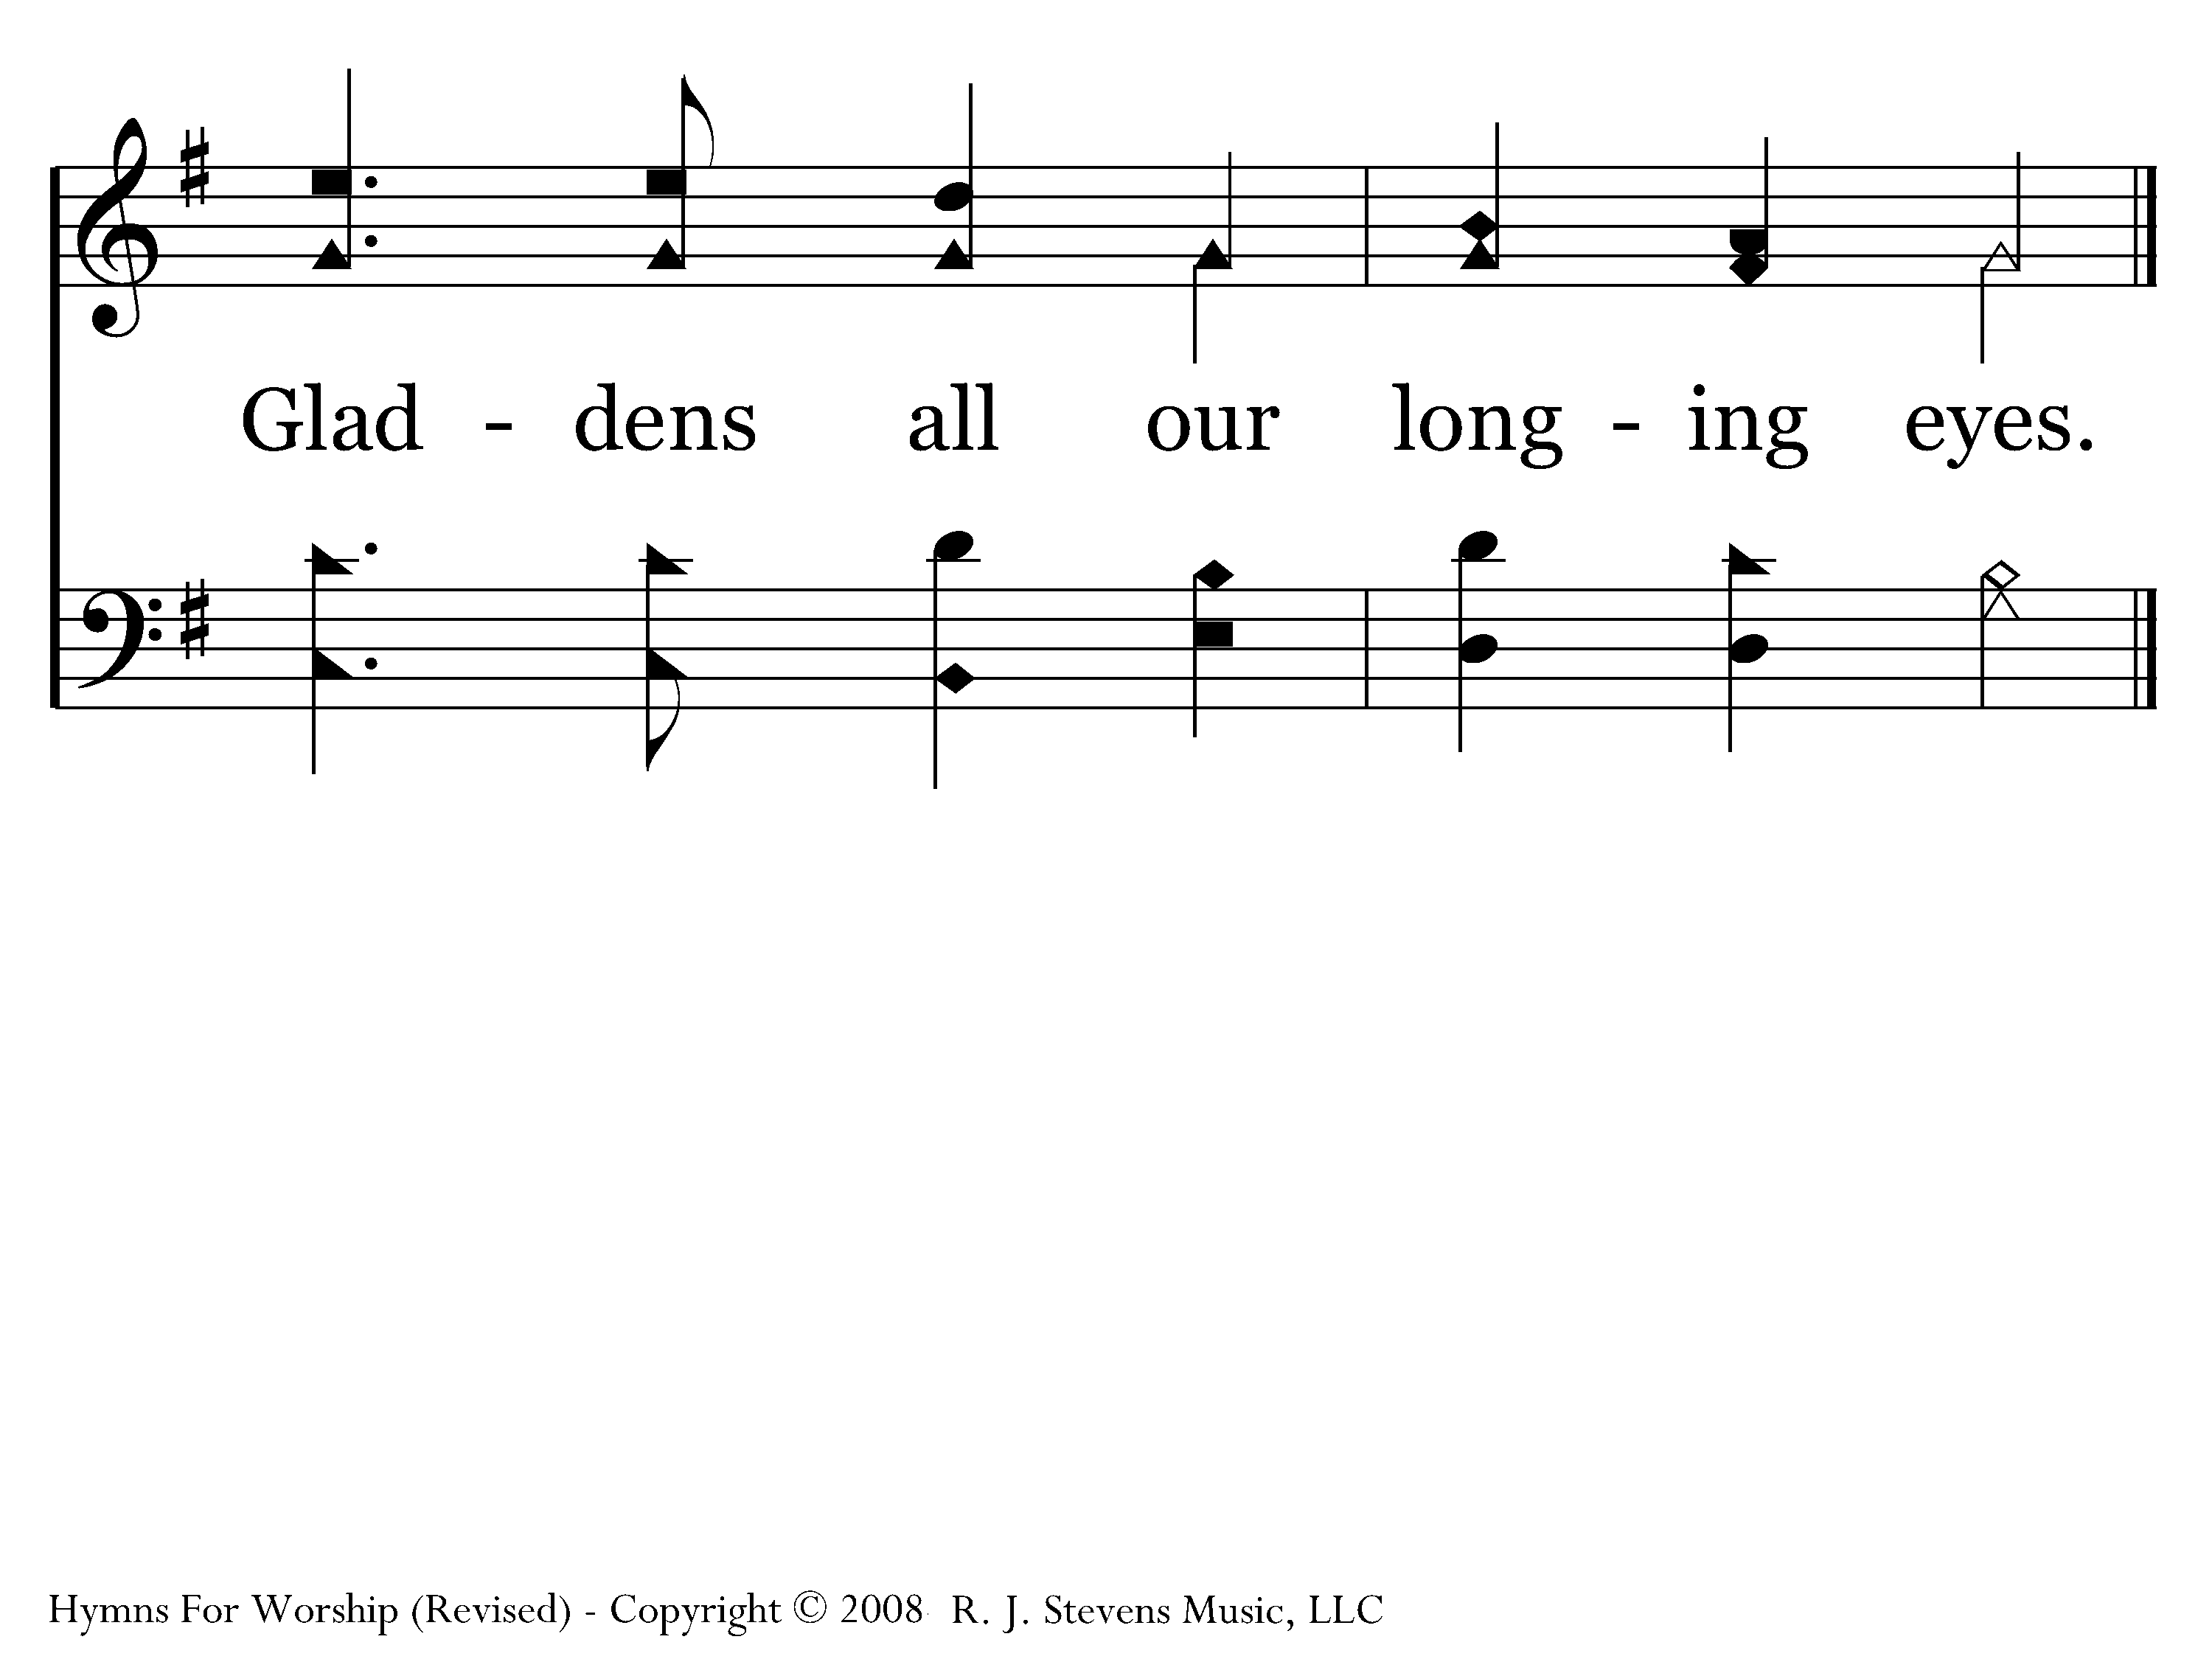 Glad - dens all our long - ing eyes.
Hymns For Worship (Revised) - Copyright © 2008 R. J. Stevens Music, LLC